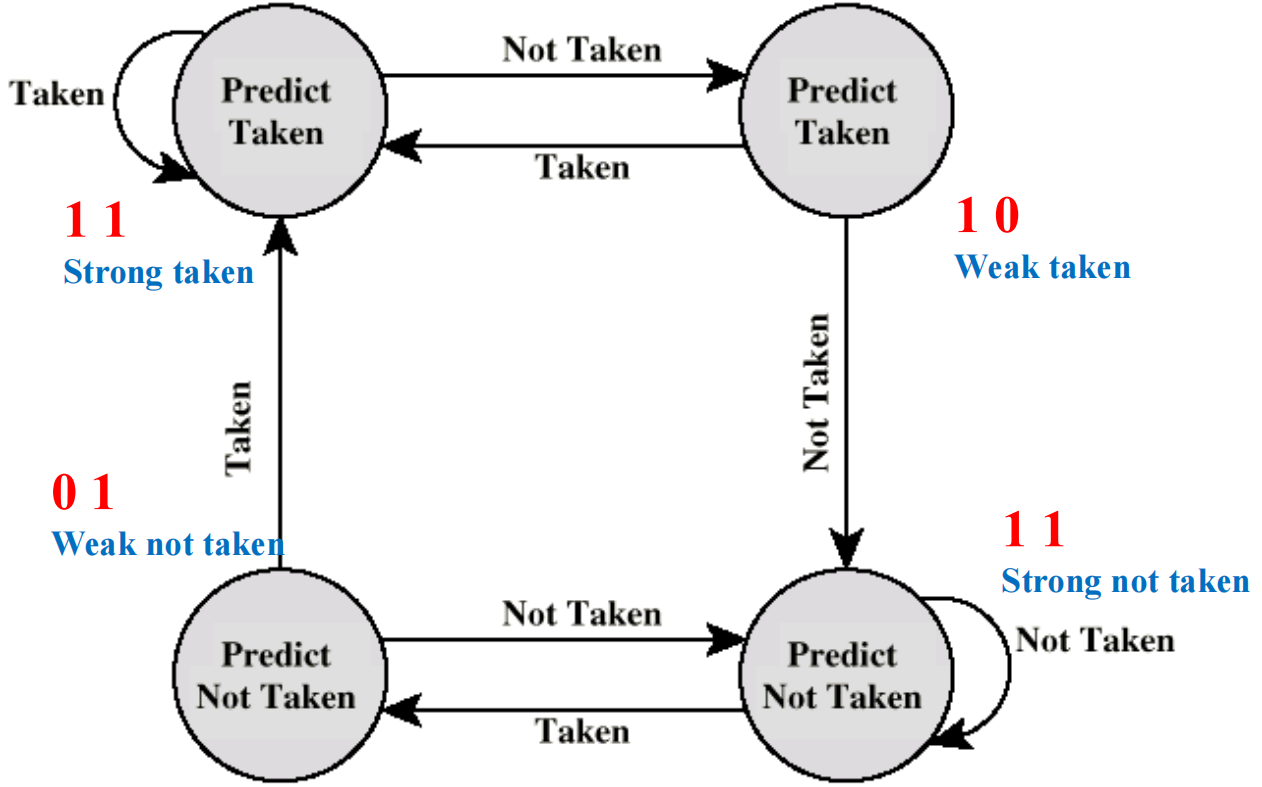 Not Taken
Taken
Predict
Taken
Predict
Taken
Taken
1 1
Strong taken
1 0
Weak taken
Taken
Not Taken
0 1
Weak not taken
1 1
Strong not taken
Not Taken
Not Taken
Predict
Not Taken
Predict
Not Taken
Taken